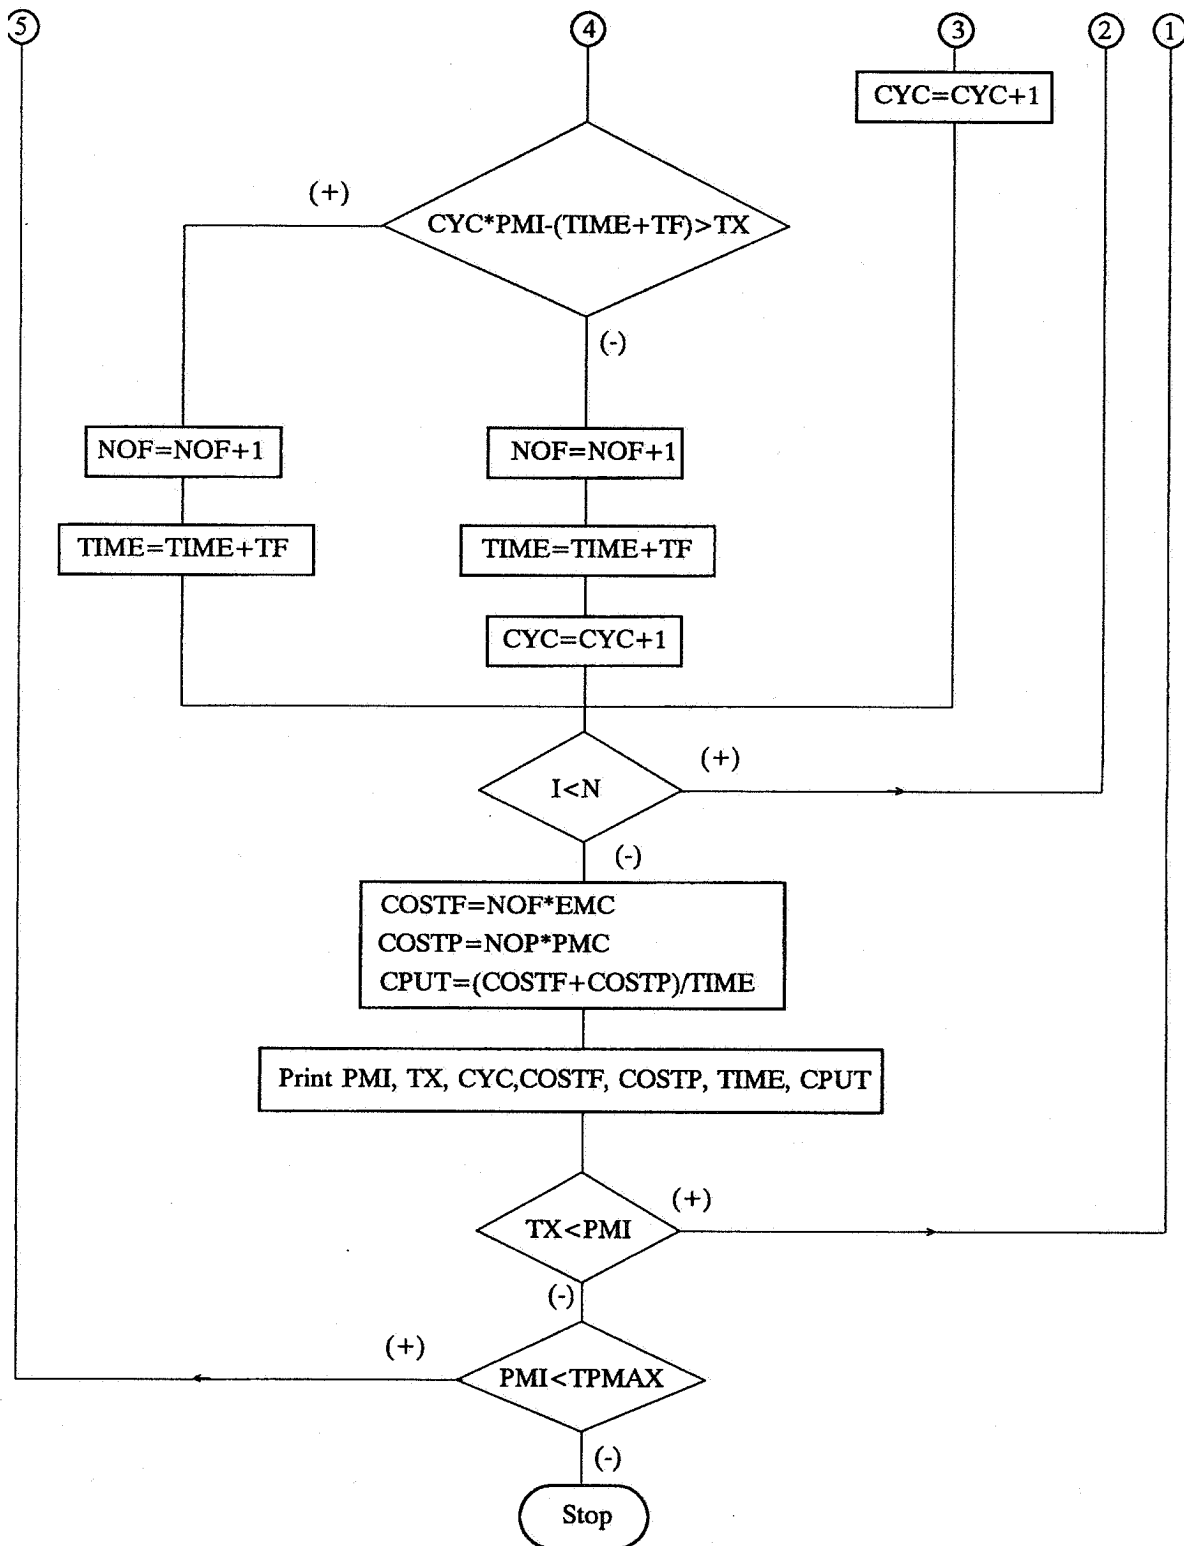 5
4
3
2
1
CYC=CYC+1
(+)
CYC*PMI-(TIME+TF)>TX
(-)
NOF=NOF+1
NOF=NOF+1
TIME=TIME+TF
TIME=TIME+TF
CYC=CYC+1
I<N
(+)
(-)
COSTF=NOF*EMC
COSTP=NOP*PMC
CPUT=(COSTF+COSTP)/TIME
Print PMI, TX, CYC,COSTF, COSTP, TIME, CPUT
(+)
TX<PMI
(-)
(+)
PMI<TPMAX
(-)
Stop